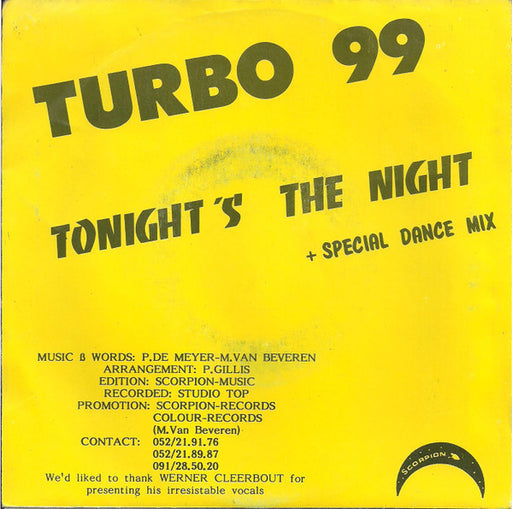 TURBO 99
TONIGHT'S THE NIGHT
+ SPECIAL DANCE MIX
MUSIC ß WORDS: P.DE MEYER-M.VAN BEVEREN
ARRANGEMENT: P.GILLIS
EDITION: SCORPION-MUSIC
RECORDED: STUDIO TOP
PROMOTION: SCORPION-RECORDS
COLOUR-RECORDS
(M.Van Beveren)
CONTACT: 052/21.91.76
052/21.89.87
091/28.50.20
We'd liked to thank WERNER CLEERBOUT for
presenting his irresistable vocals
SCORPION